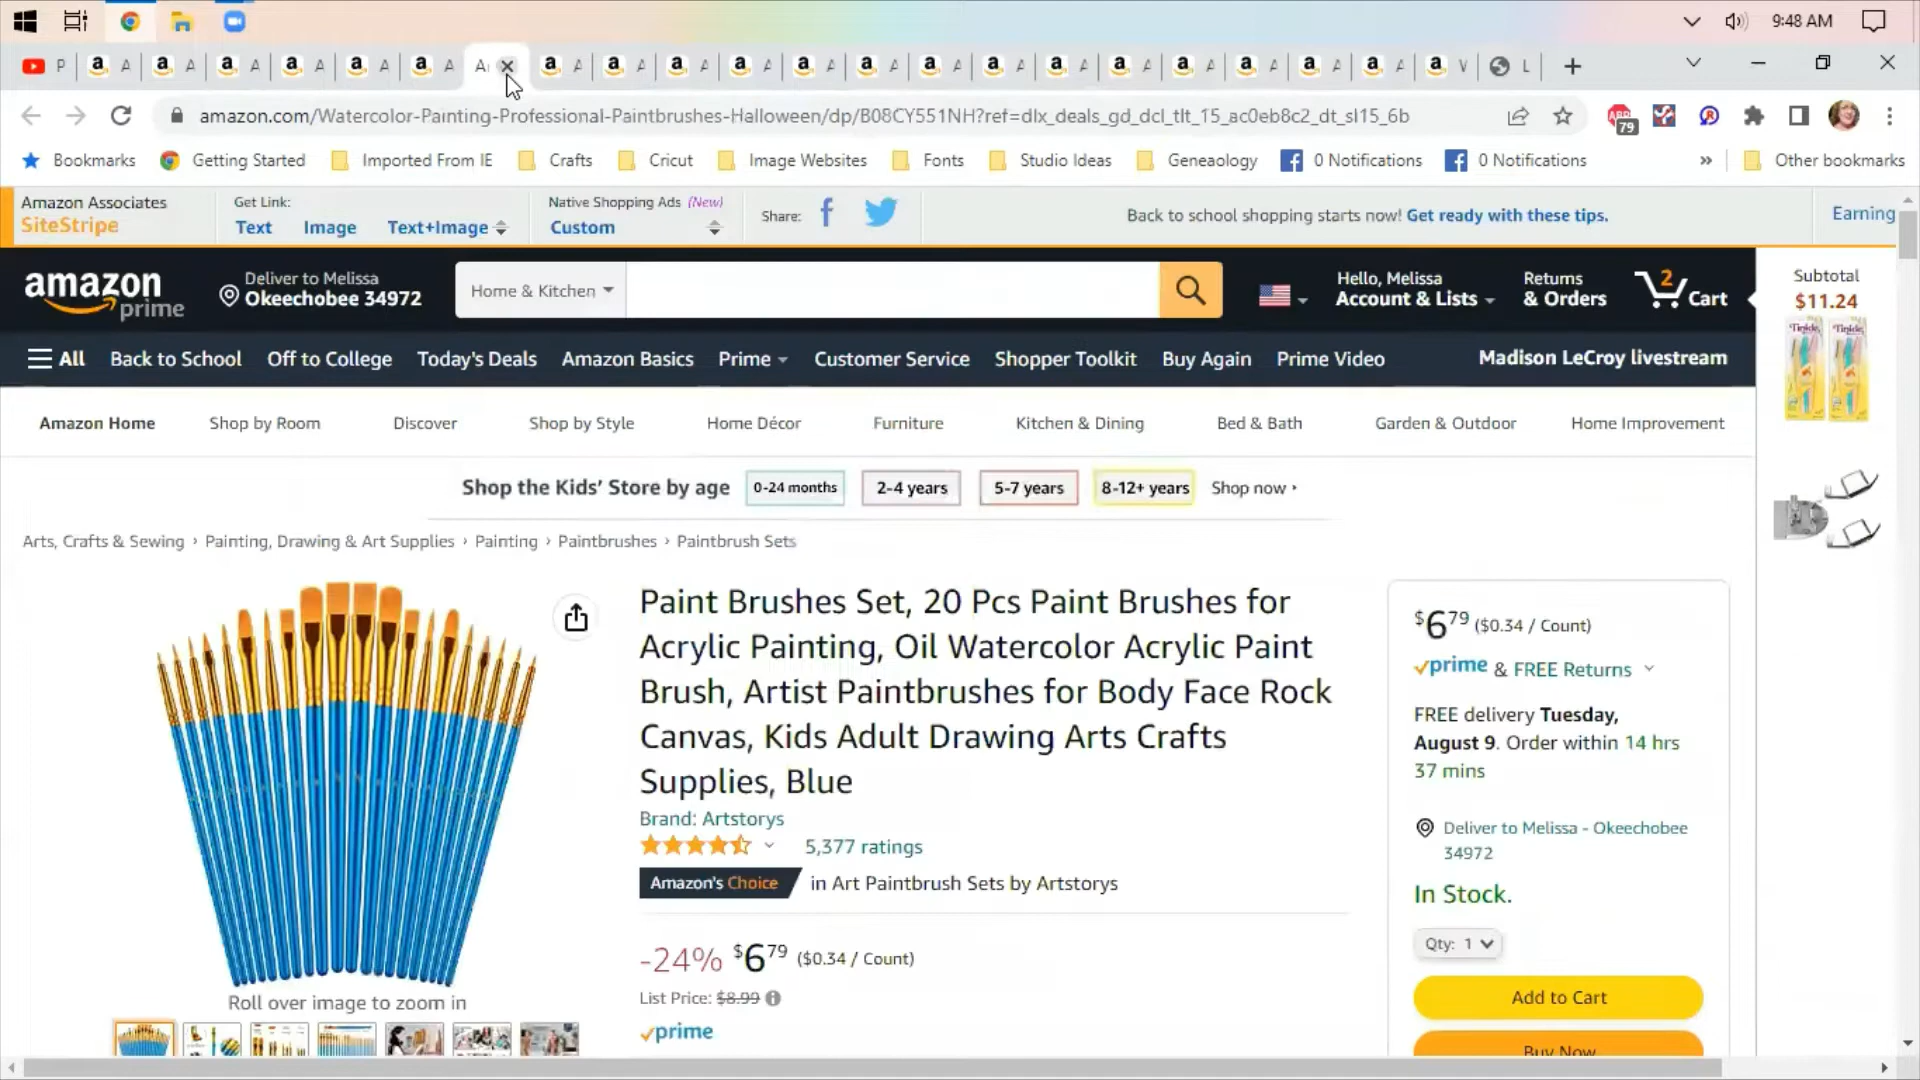 9:48 AM
P A A A A A A A A A A A A A A A A A A A A V L
amazon.com/Watercolor-Painting-Professional-Paintbrushes-Halloween/dp/B08CY551NH?ref=dlx_deals_gd_dcl_tlt_15_ac0eb8c2_dt_sl15_6b
79
Bookmarks Getting Started Imported From IE Crafts Cricut Image Websites Fonts Studio Ideas Geneaology 0 Notifications 0 Notifications » Other bookmarks
Amazon Associates
SiteStripe
Get Link:
Text Image Text+Image
Native Shopping Ads (New)
Custom
Share:
Back to school shopping starts now! Get ready with these tips.
Earning
amazon
prime
Deliver to Melissa
Okeechobee 34972
Home & Kitchen
Hello, Melissa
Account & Lists
Returns
& Orders
2
Cart
Subtotal
$11.24
All Back to School Off to College Today's Deals Amazon Basics Prime Customer Service Shopper Toolkit Buy Again Prime Video Madison LeCroy livestream
Amazon Home Shop by Room Discover Shop by Style Home Décor Furniture Kitchen & Dining Bed & Bath Garden & Outdoor Home Improvement
Shop the Kids' Store by age 0-24 months 2-4 years 5-7 years 8-12+ years Shop now ›
Arts, Crafts & Sewing › Painting, Drawing & Art Supplies › Painting › Paintbrushes › Paintbrush Sets
Roll over image to zoom in
Paint Brushes Set, 20 Pcs Paint Brushes for
Acrylic Painting, Oil Watercolor Acrylic Paint
Brush, Artist Paintbrushes for Body Face Rock
Canvas, Kids Adult Drawing Arts Crafts
Supplies, Blue
Brand: Artstorys
5,377 ratings
Amazon's Choice in Art Paintbrush Sets by Artstorys
-24% $6 79 ($0.34 / Count)
List Price: $8.99
prime
$6 79 ($0.34 / Count)
prime & FREE Returns
FREE delivery Tuesday,
August 9. Order within 14 hrs
37 mins
Deliver to Melissa - Okeechobee
34972
In Stock.
Qty: 1
Add to Cart
Buy Now